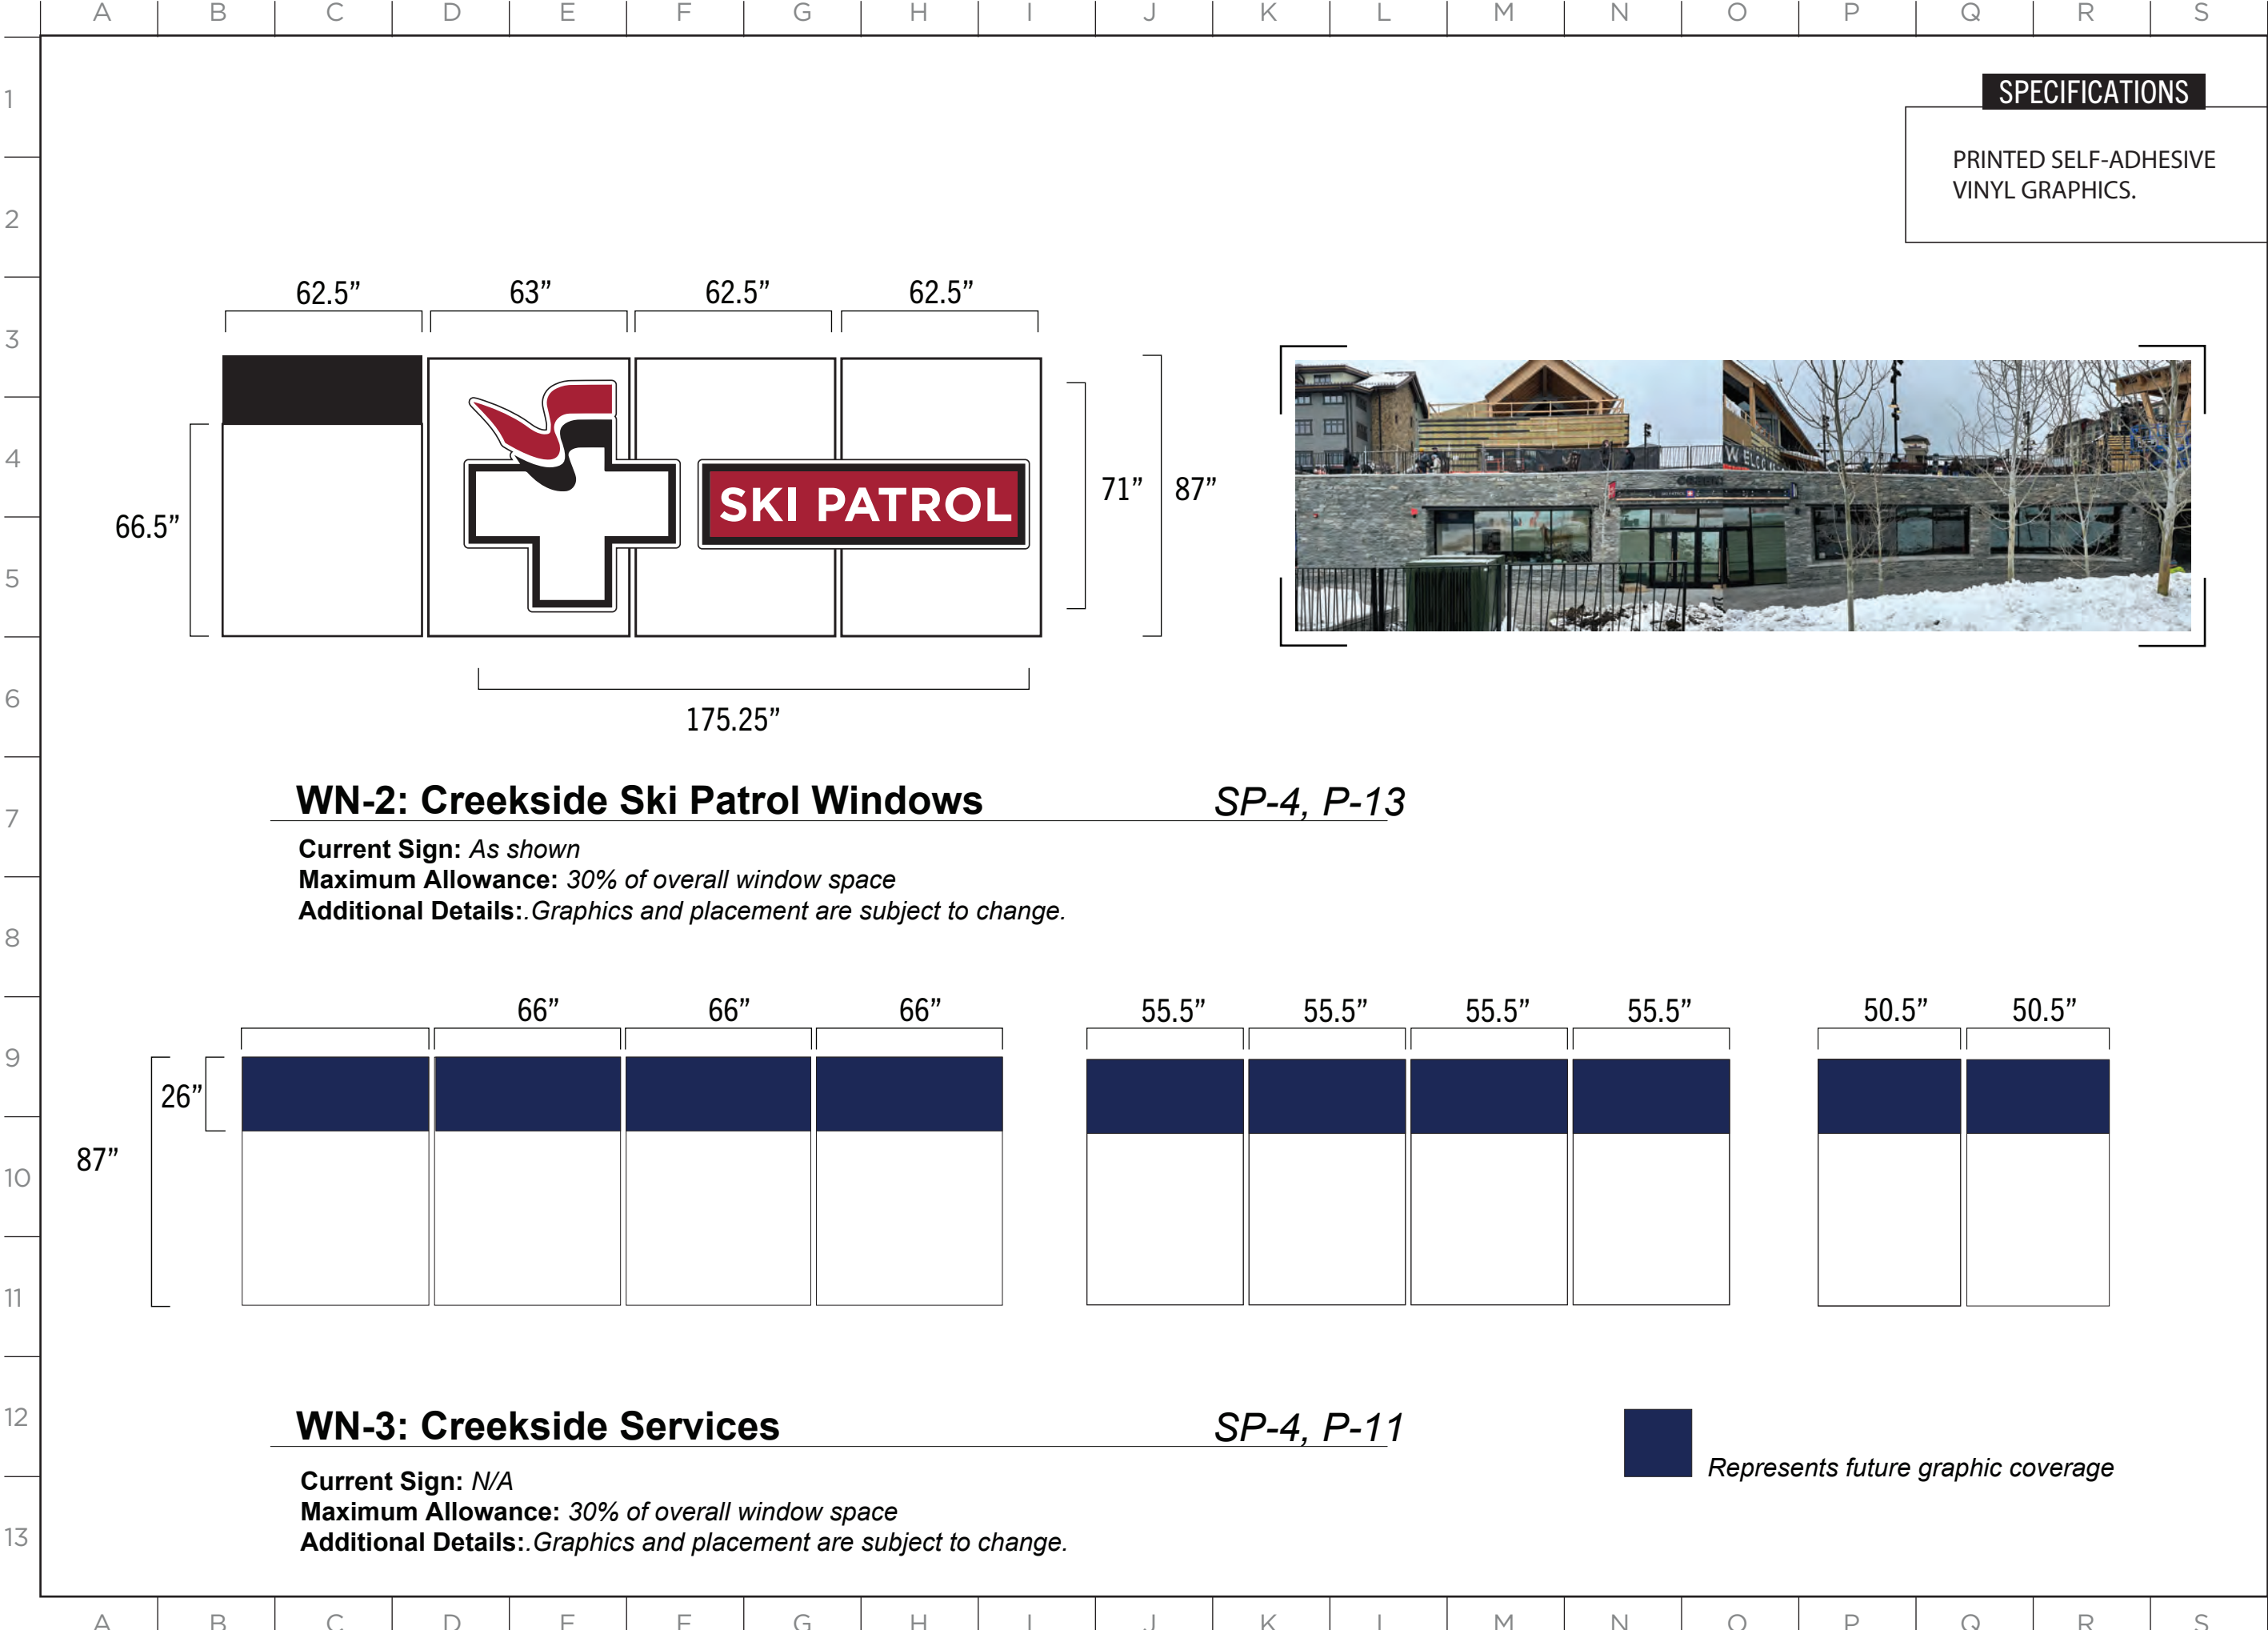 A B C D E F G H I J K L M N O P Q R S
1
SPECIFICATIONS
PRINTED SELF-ADHESIVE
VINYL GRAPHICS.
2
62.5” 63” 62.5” 62.5”
3
4
SKI PATROL
71” 87”
66.5”
5
6
175.25”
WN-2: Creekside Ski Patrol Windows SP-4, P-13
7
Current Sign: As shown
Maximum Allowance: 30% of overall window space
Additional Details:.Graphics and placement are subject to change.
8
66” 66” 66” 55.5” 55.5” 55.5” 55.5” 50.5” 50.5”
9
26”
87”
10
11
12
WN-3: Creekside Services SP-4, P-11
Represents future graphic coverage
Current Sign: N/A
Maximum Allowance: 30% of overall window space
Additional Details:.Graphics and placement are subject to change.
13
A B C D E F G H I J K L M N O P Q R S